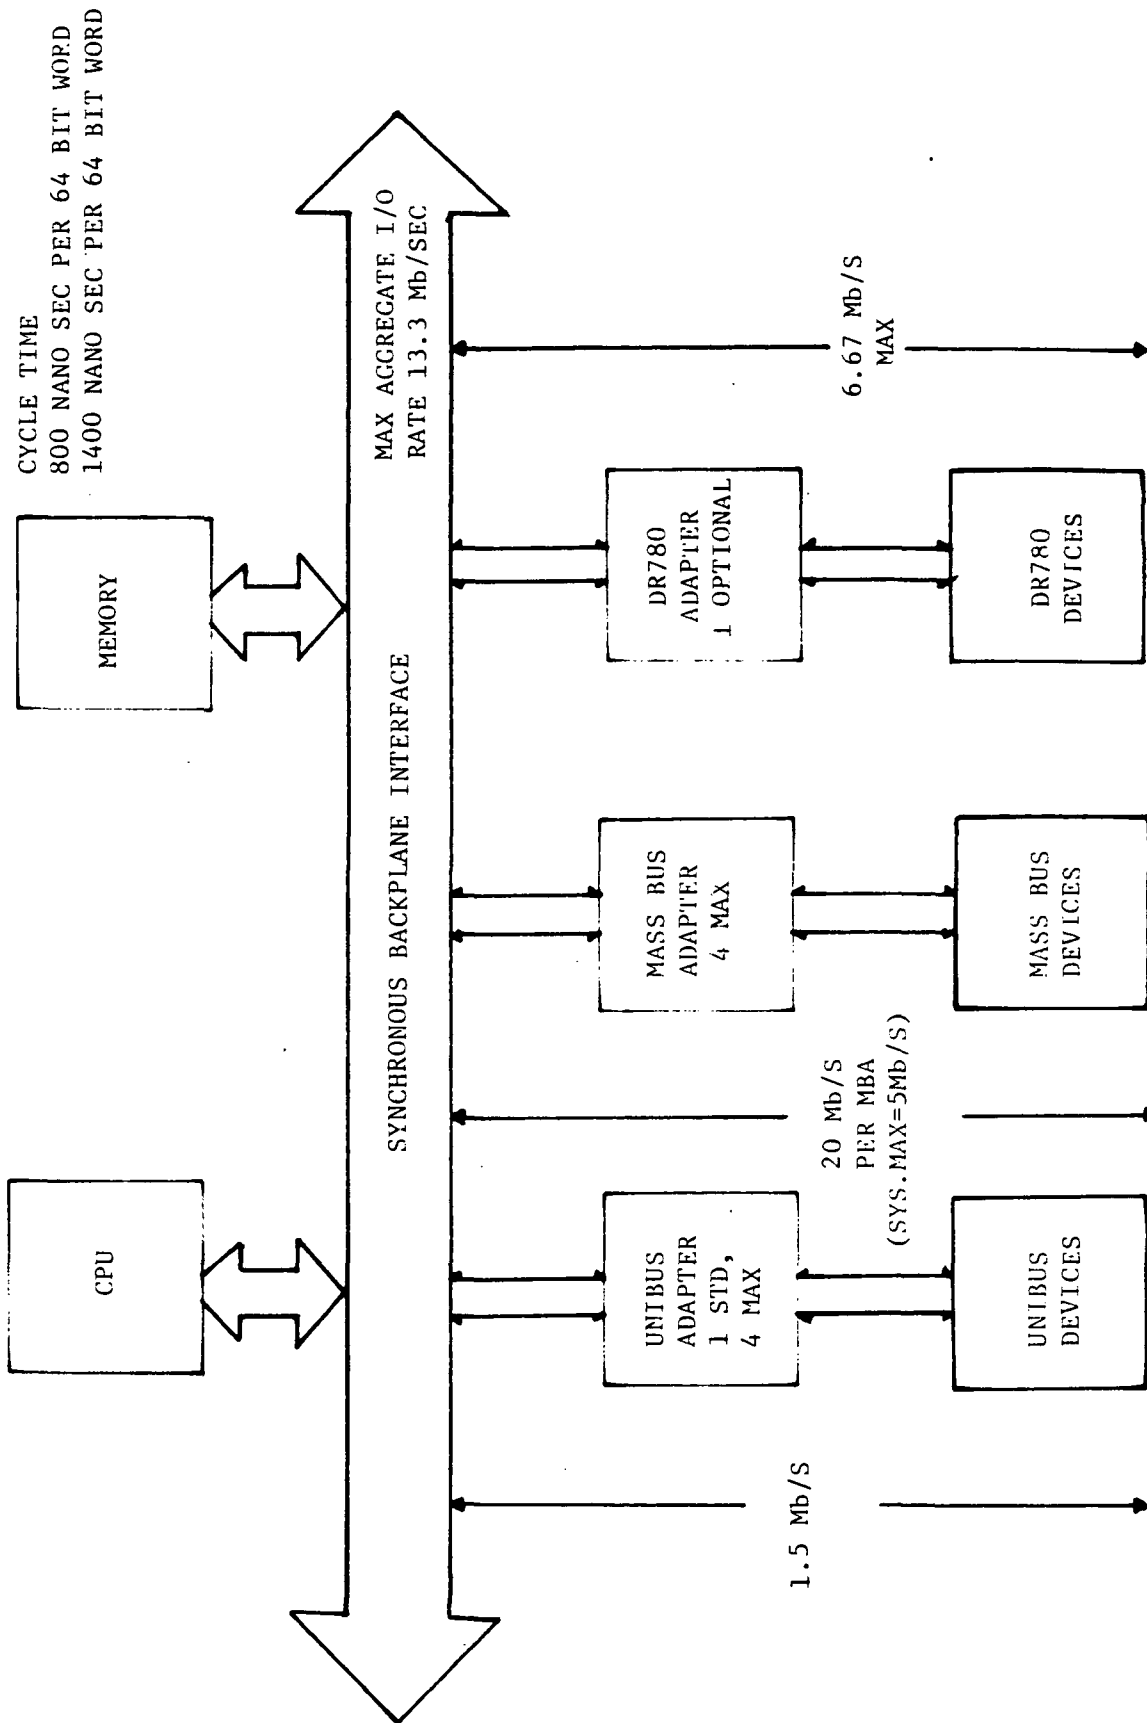 CYCLE TIME
800 NANO SEC PER 64 BIT WORD
1400 NANO SEC PER 64 BIT WORD
CPU
MEMORY
SYNCHRONOUS BACKPLANE INTERFACE
MAX AGGREGATE I/O
RATE 13.3 Mb/SEC
UNIBUS
ADAPTER
1 STD,
4 MAX
MASS BUS
ADAPTER
4 MAX
DR780
ADAPTER
1 OPTIONAL
1.5 Mb/S
20 Mb/S
PER MBA
(SYS.MAX=5Mb/S)
6.67 Mb/S
MAX
UNIBUS
DEVICES
MASS BUS
DEVICES
DR780
DEVICES